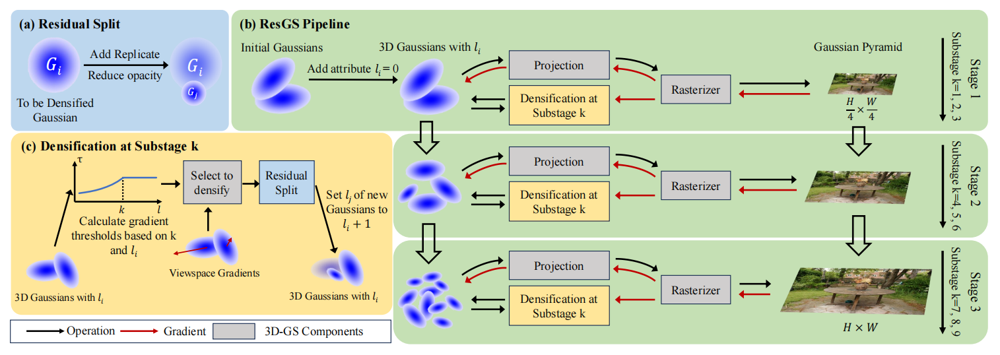 (a) Residual Split
G_i
Add Replicate
Reduce opacity
G_i
G_j
To be Densified
Gaussian
(b) ResGS Pipeline
Initial Gaussians
Add attribute l_i = 0
3D Gaussians with l_i
Projection
Densification at
Substage k
Rasterizer
Gaussian Pyramid
H/4 × W/4
Stage 1
Substage k=1, 2, 3
Projection
Densification at
Substage k
Rasterizer
Stage 2
Substage k=4, 5, 6
Projection
Densification at
Substage k
Rasterizer
H × W
Stage 3
Substage k=7, 8, 9
(c) Densification at Substage k
τ
k
l
Calculate gradient
thresholds based on k
and l_i
Select to
densify
Residual
Split
Set l_j of new
Gaussians to
l_i + 1
Viewspace Gradients
3D Gaussians with l_i
3D Gaussians with l_i
Operation
Gradient
3D-GS Components